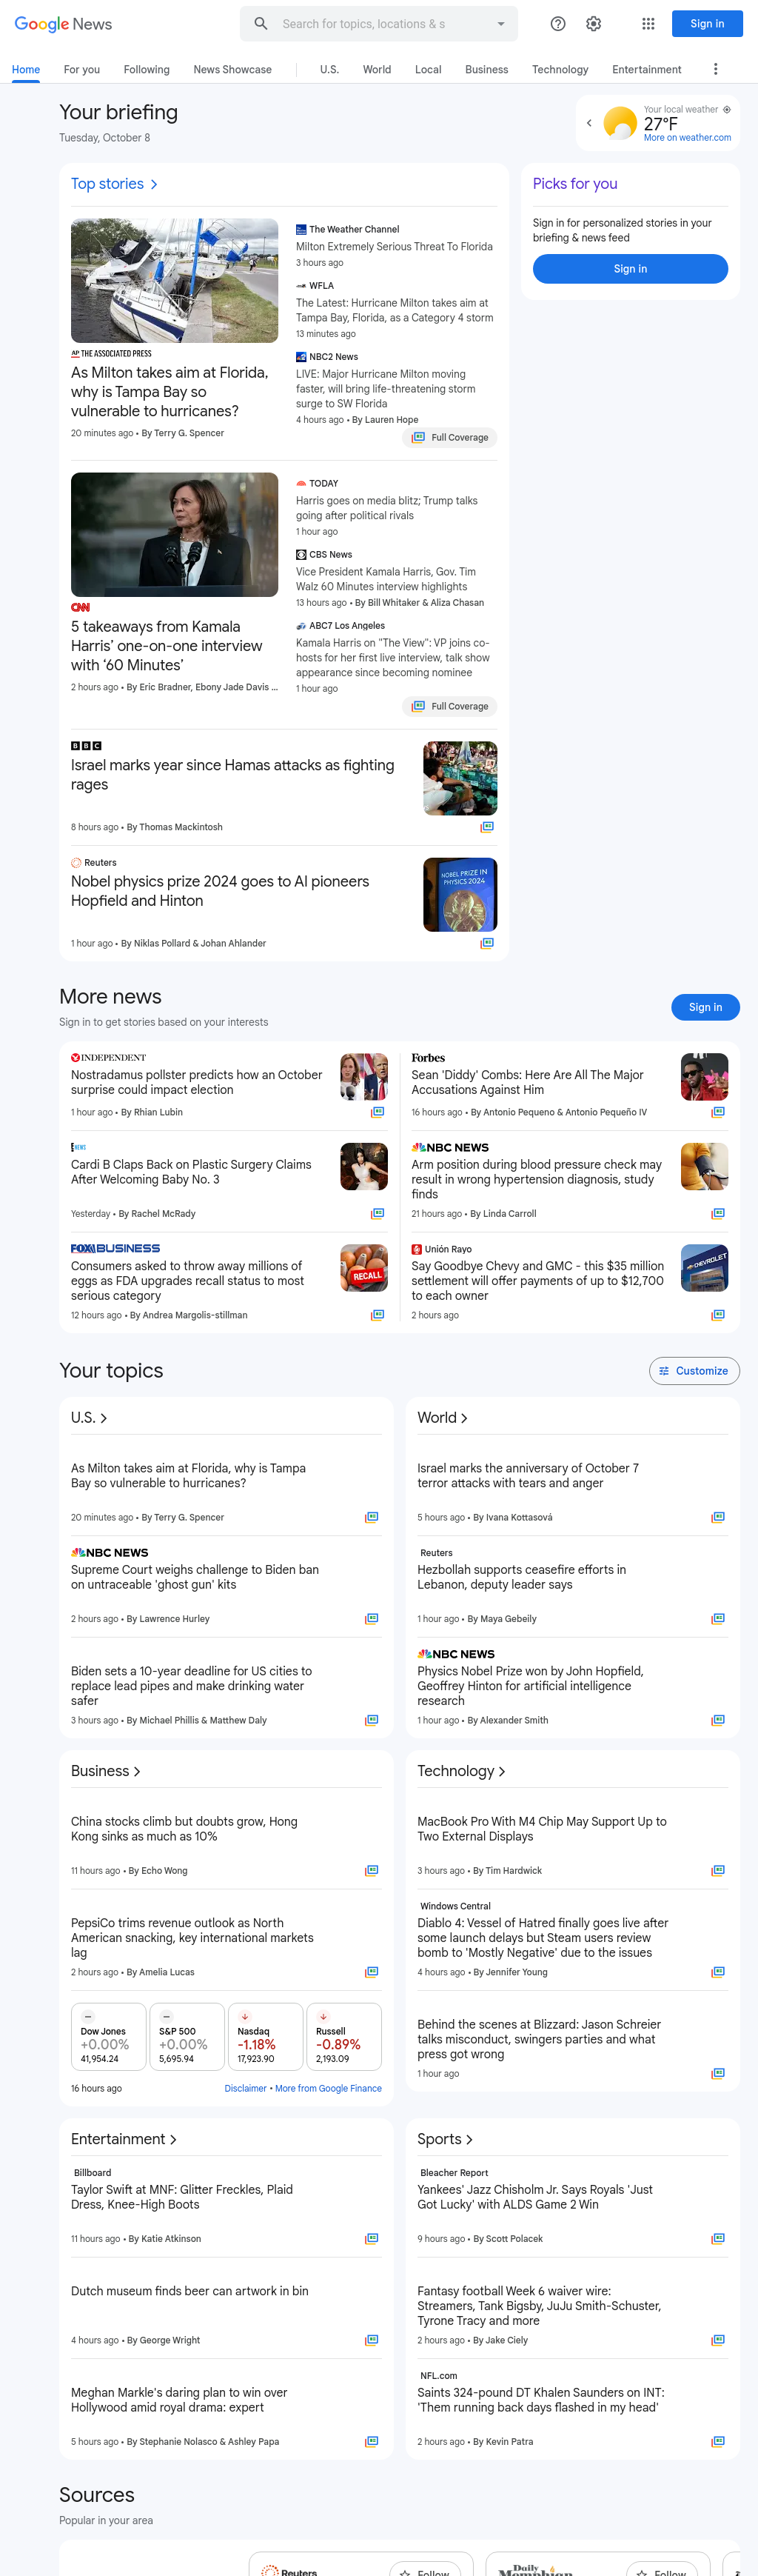 Google News
Search for topics, locations & s
Sign in
Home
For you
Following
News Showcase
U.S.
World
Local
Business
Technology
Entertainment
Your briefing
Tuesday, October 8
Your local weather
27°F
More on weather.com
Top stories
THE ASSOCIATED PRESS
As Milton takes aim at Florida,
why is Tampa Bay so
vulnerable to hurricanes?
20 minutes ago • By Terry G. Spencer
The Weather Channel
Milton Extremely Serious Threat To Florida
3 hours ago
WFLA
The Latest: Hurricane Milton takes aim at
Tampa Bay, Florida, as a Category 4 storm
13 minutes ago
NBC2 News
LIVE: Major Hurricane Milton moving
faster, will bring life-threatening storm
surge to SW Florida
4 hours ago • By Lauren Hope
Full Coverage
Picks for you
Sign in for personalized stories in your
briefing & news feed
Sign in
CNN
5 takeaways from Kamala
Harris’ one-on-one interview
with ‘60 Minutes’
2 hours ago • By Eric Bradner, Ebony Jade Davis ...
TODAY
Harris goes on media blitz; Trump talks
going after political rivals
1 hour ago
CBS News
Vice President Kamala Harris, Gov. Tim
Walz 60 Minutes interview highlights
13 hours ago • By Bill Whitaker & Aliza Chasan
ABC7 Los Angeles
Kamala Harris on "The View": VP joins co-
hosts for her first live interview, talk show
appearance since becoming nominee
1 hour ago
Full Coverage
BBC
Israel marks year since Hamas attacks as fighting
rages
8 hours ago • By Thomas Mackintosh
Reuters
Nobel physics prize 2024 goes to AI pioneers
Hopfield and Hinton
NOBEL PRIZE IN
PHYSICS 2024
1 hour ago • By Niklas Pollard & Johan Ahlander
More news
Sign in to get stories based on your interests
Sign in
INDEPENDENT
Nostradamus pollster predicts how an October
surprise could impact election
1 hour ago • By Rhian Lubin
Forbes
Sean 'Diddy' Combs: Here Are All The Major
Accusations Against Him
16 hours ago • By Antonio Pequeno & Antonio Pequeño IV
E NEWS
Cardi B Claps Back on Plastic Surgery Claims
After Welcoming Baby No. 3
Yesterday • By Rachel McRady
NBC NEWS
Arm position during blood pressure check may
result in wrong hypertension diagnosis, study
finds
21 hours ago • By Linda Carroll
FOX BUSINESS
Consumers asked to throw away millions of
eggs as FDA upgrades recall status to most
serious category
RECALL
12 hours ago • By Andrea Margolis-stillman
Unión Rayo
Say Goodbye Chevy and GMC - this $35 million
settlement will offer payments of up to $12,700
to each owner
CHEVROLET
2 hours ago
Your topics
Customize
U.S.
As Milton takes aim at Florida, why is Tampa
Bay so vulnerable to hurricanes?
20 minutes ago • By Terry G. Spencer
NBC NEWS
Supreme Court weighs challenge to Biden ban
on untraceable 'ghost gun' kits
2 hours ago • By Lawrence Hurley
Biden sets a 10-year deadline for US cities to
replace lead pipes and make drinking water
safer
3 hours ago • By Michael Phillis & Matthew Daly
World
Israel marks the anniversary of October 7
terror attacks with tears and anger
5 hours ago • By Ivana Kottasová
Reuters
Hezbollah supports ceasefire efforts in
Lebanon, deputy leader says
1 hour ago • By Maya Gebeily
NBC NEWS
Physics Nobel Prize won by John Hopfield,
Geoffrey Hinton for artificial intelligence
research
1 hour ago • By Alexander Smith
Business
China stocks climb but doubts grow, Hong
Kong sinks as much as 10%
11 hours ago • By Echo Wong
PepsiCo trims revenue outlook as North
American snacking, key international markets
lag
2 hours ago • By Amelia Lucas
Dow Jones
+0.00%
41,954.24
S&P 500
+0.00%
5,695.94
Nasdaq
-1.18%
17,923.90
Russell
-0.89%
2,193.09
16 hours ago
Disclaimer • More from Google Finance
Technology
MacBook Pro With M4 Chip May Support Up to
Two External Displays
3 hours ago • By Tim Hardwick
Windows Central
Diablo 4: Vessel of Hatred finally goes live after
some launch delays but Steam users review
bomb to 'Mostly Negative' due to the issues
4 hours ago • By Jennifer Young
Behind the scenes at Blizzard: Jason Schreier
talks misconduct, swingers parties and what
press got wrong
1 hour ago
Entertainment
Billboard
Taylor Swift at MNF: Glitter Freckles, Plaid
Dress, Knee-High Boots
11 hours ago • By Katie Atkinson
Dutch museum finds beer can artwork in bin
4 hours ago • By George Wright
Meghan Markle's daring plan to win over
Hollywood amid royal drama: expert
5 hours ago • By Stephanie Nolasco & Ashley Papa
Sports
Bleacher Report
Yankees' Jazz Chisholm Jr. Says Royals 'Just
Got Lucky' with ALDS Game 2 Win
9 hours ago • By Scott Polacek
Fantasy football Week 6 waiver wire:
Streamers, Tank Bigsby, JuJu Smith-Schuster,
Tyrone Tracy and more
2 hours ago • By Jake Ciely
NFL.com
Saints 324-pound DT Khalen Saunders on INT:
'Them running back days flashed in my head'
2 hours ago • By Kevin Patra
Sources
Popular in your area
Reuters
Follow
Daily
Memphian
Follow